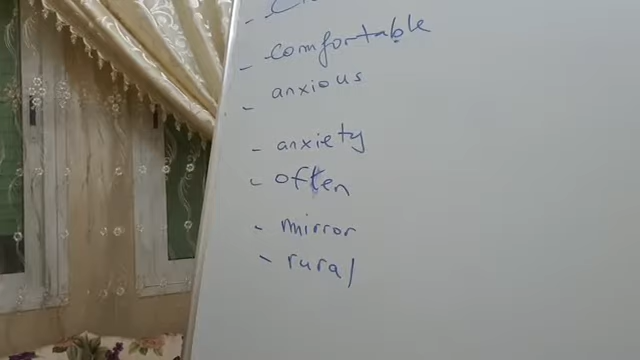 - comfortable
- anxious
- anxiety
- often
- mirror
- rural